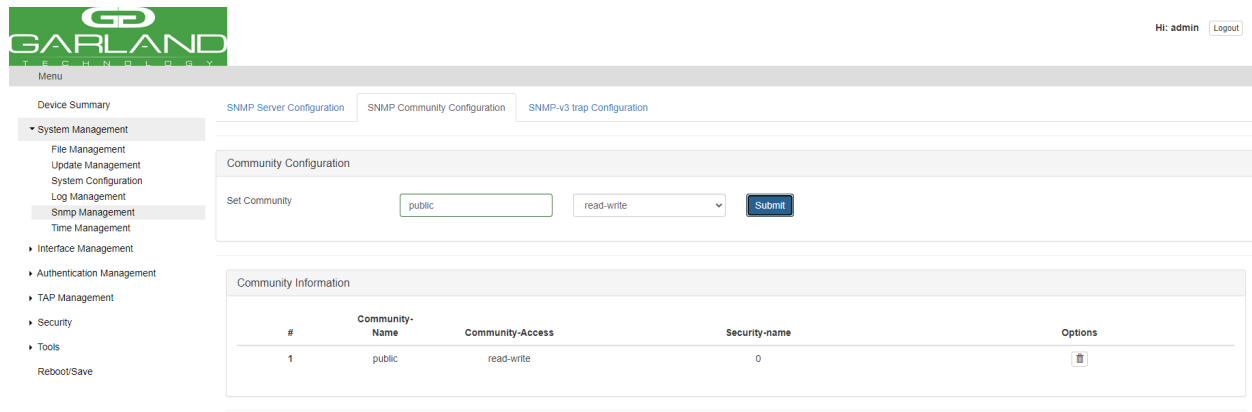 GARLAND
TECHNOLOGY
Hi: admin Logout
Menu
Device Summary
System Management
File Management
Update Management
System Configuration
Log Management
Snmp Management
Time Management
Interface Management
Authentication Management
TAP Management
Security
Tools
Reboot/Save
SNMP Server Configuration SNMP Community Configuration SNMP-v3 trap Configuration
Community Configuration
Set Community public read-write Submit
Community Information
# Community-Name Community-Access Security-name Options
1 public read-write 0